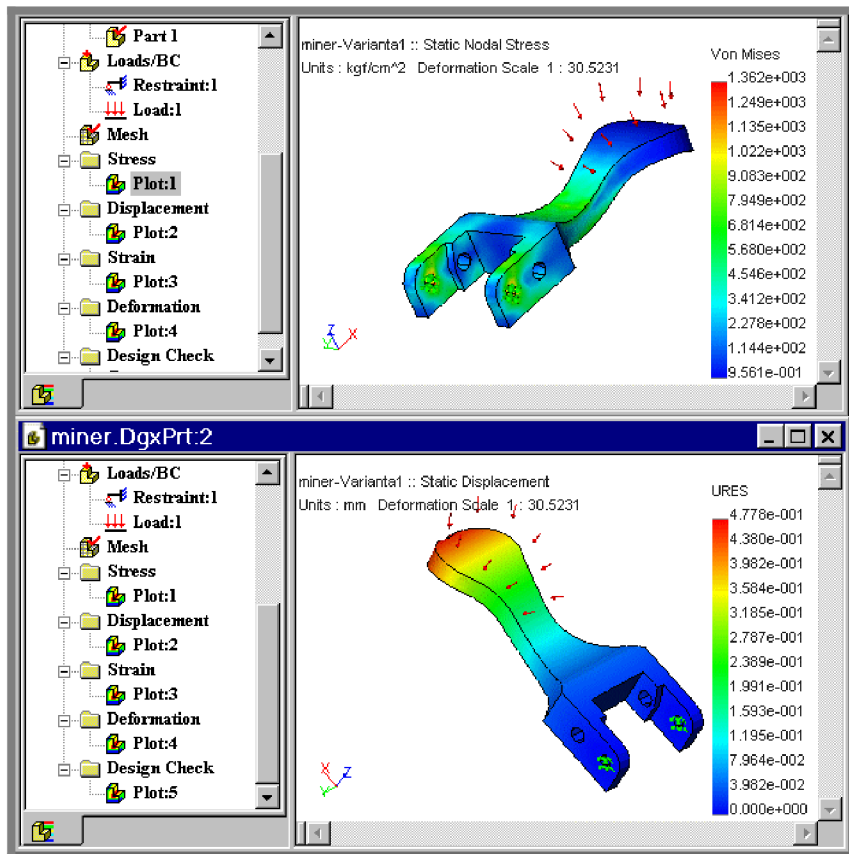 Part 1
Loads/BC
Restraint:1
Load:1
Mesh
Stress
Plot:1
Displacement
Plot:2
Strain
Plot:3
Deformation
Plot:4
Design Check
miner-Varianta1 :: Static Nodal Stress
Units : kgf/cm^2 Deformation Scale 1 : 30.5231
Von Mises
1.362e+003
1.249e+003
1.135e+003
1.022e+003
9.083e+002
7.949e+002
6.814e+002
5.680e+002
4.546e+002
3.412e+002
2.278e+002
1.144e+002
9.561e-001
Z
X
Y
miner.DgxPrt:2
Loads/BC
Restraint:1
Load:1
Mesh
Stress
Plot:1
Displacement
Plot:2
Strain
Plot:3
Deformation
Plot:4
Design Check
Plot:5
miner-Varianta1 :: Static Displacement
Units : mm Deformation Scale 1 : 30.5231
URES
4.778e-001
4.380e-001
3.982e-001
3.584e-001
3.185e-001
2.787e-001
2.389e-001
1.991e-001
1.593e-001
1.195e-001
7.964e-002
3.982e-002
0.000e+000
X
Z
Y